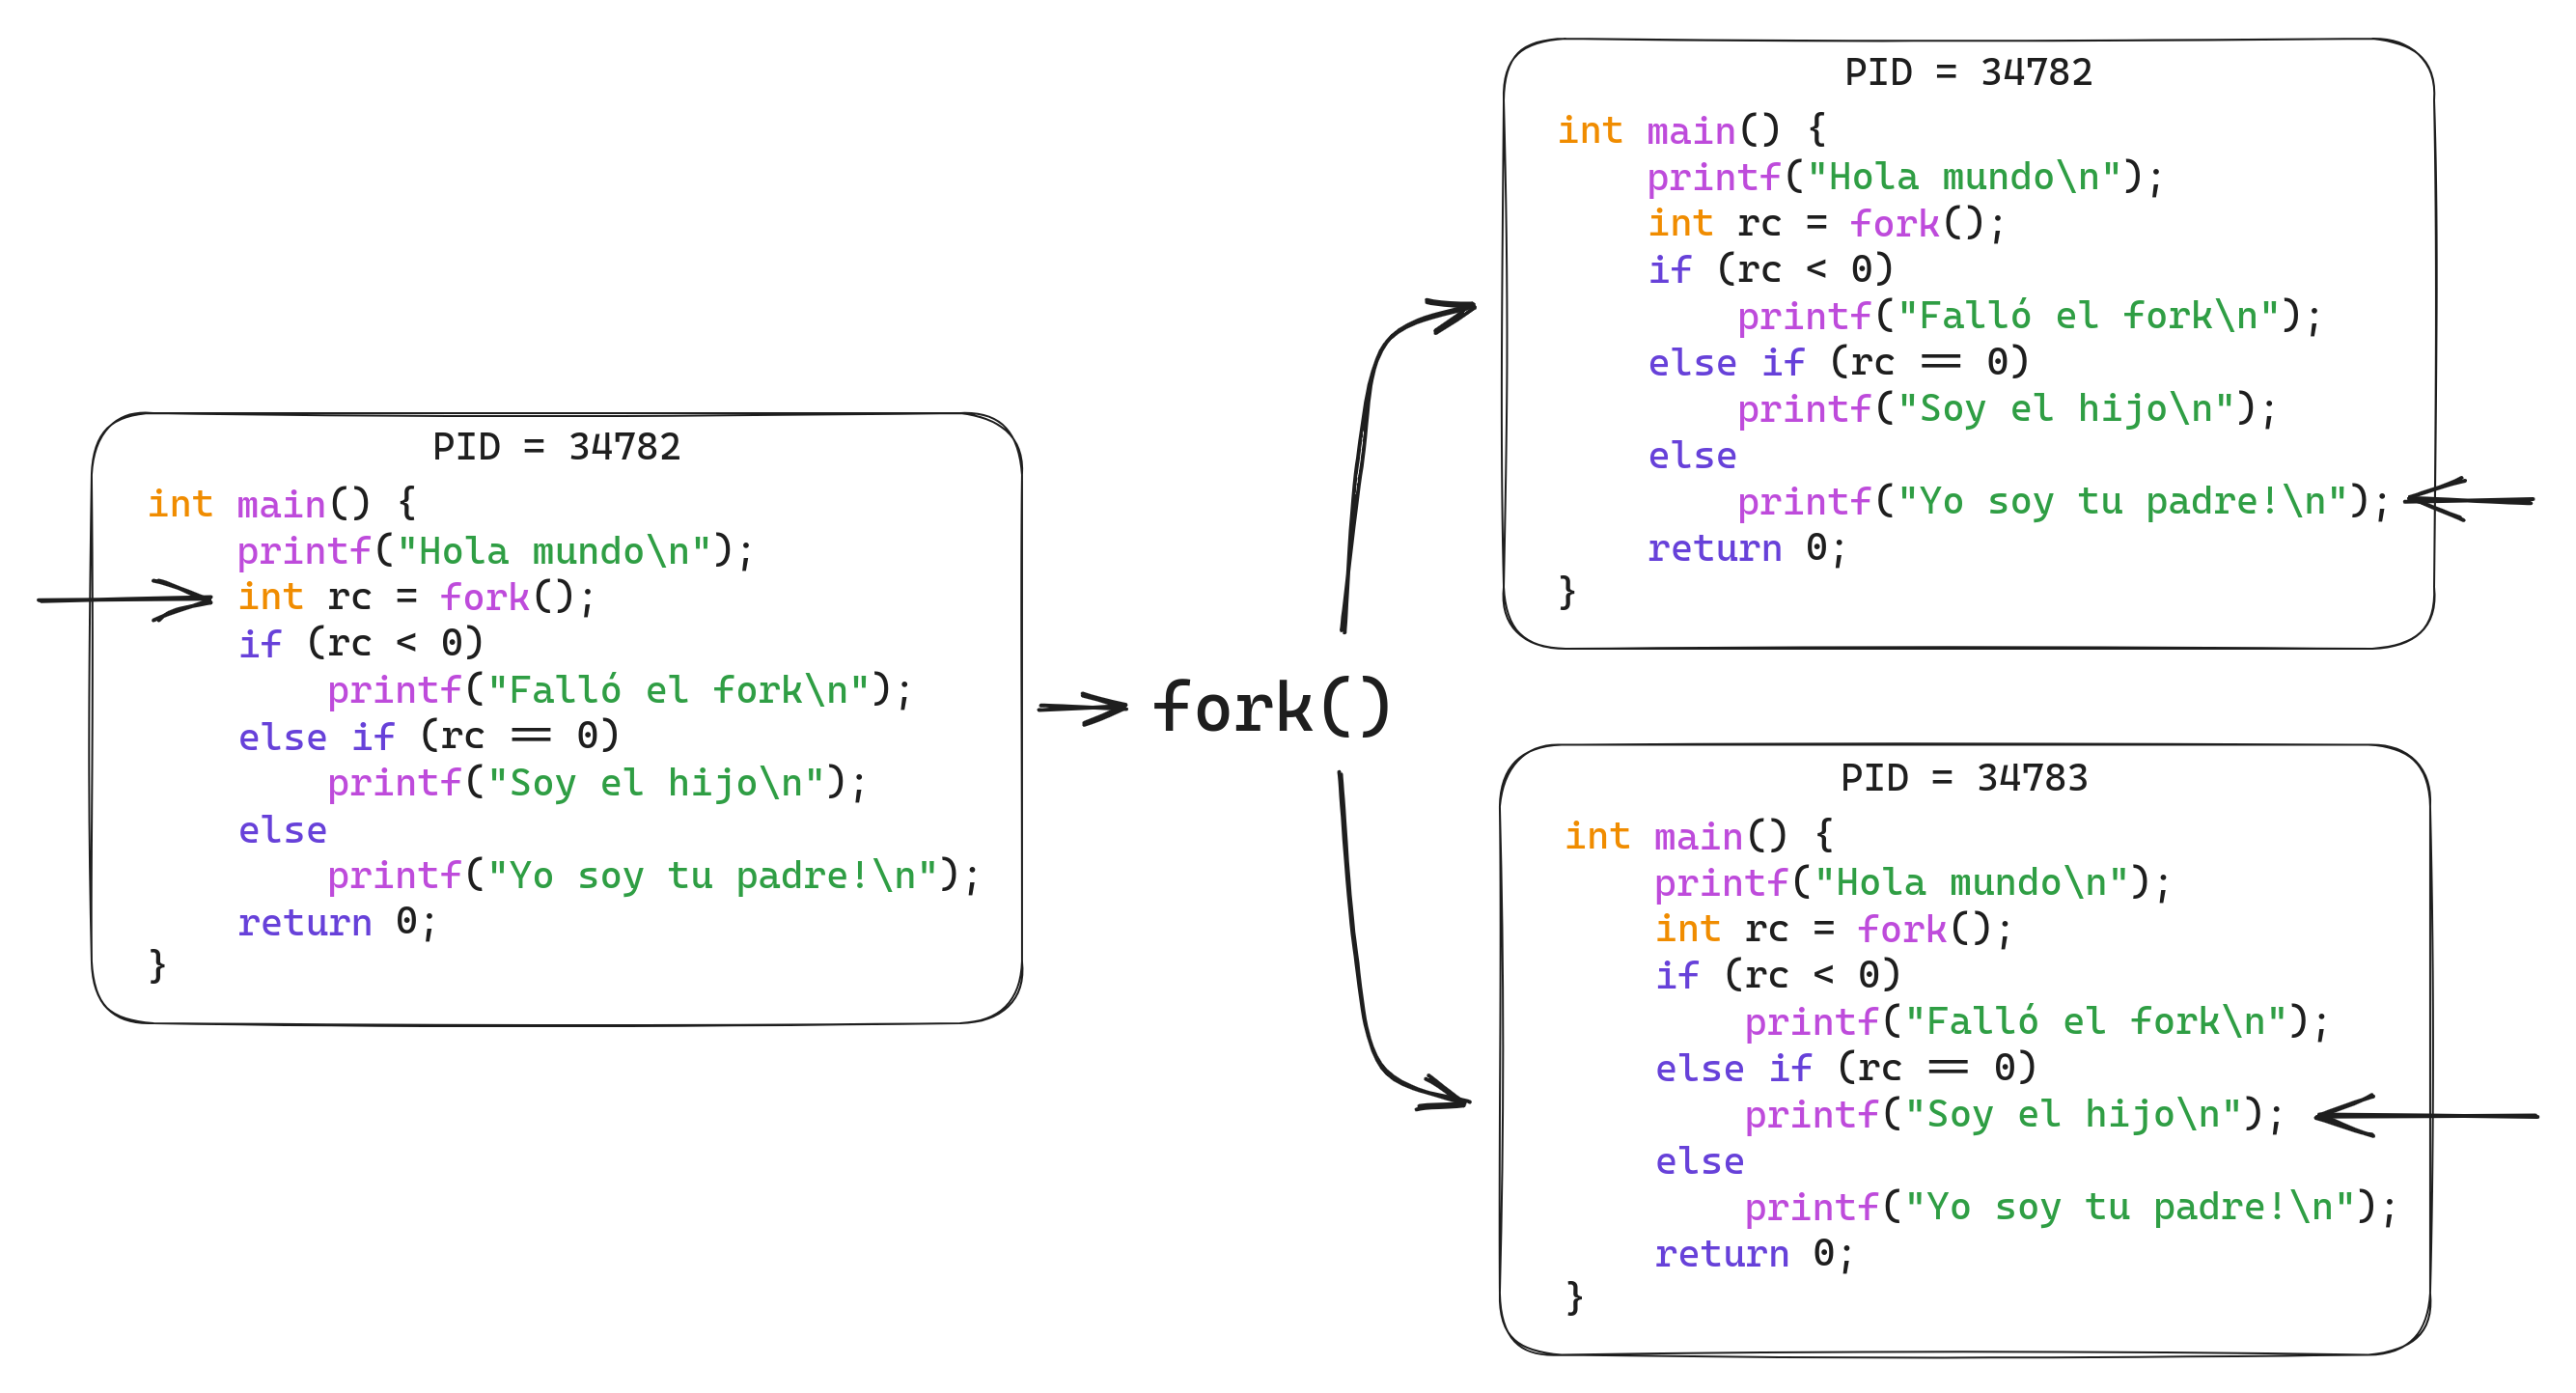 PID = 34782
int main() {
    printf("Hola mundo\n");
    int rc = fork();
    if (rc < 0)
        printf("Falló el fork\n");
    else if (rc == 0)
        printf("Soy el hijo\n");
    else
        printf("Yo soy tu padre!\n");
    return 0;
}
fork()
PID = 34782
int main() {
    printf("Hola mundo\n");
    int rc = fork();
    if (rc < 0)
        printf("Falló el fork\n");
    else if (rc == 0)
        printf("Soy el hijo\n");
    else
        printf("Yo soy tu padre!\n");
    return 0;
}
PID = 34783
int main() {
    printf("Hola mundo\n");
    int rc = fork();
    if (rc < 0)
        printf("Falló el fork\n");
    else if (rc == 0)
        printf("Soy el hijo\n");
    else
        printf("Yo soy tu padre!\n");
    return 0;
}